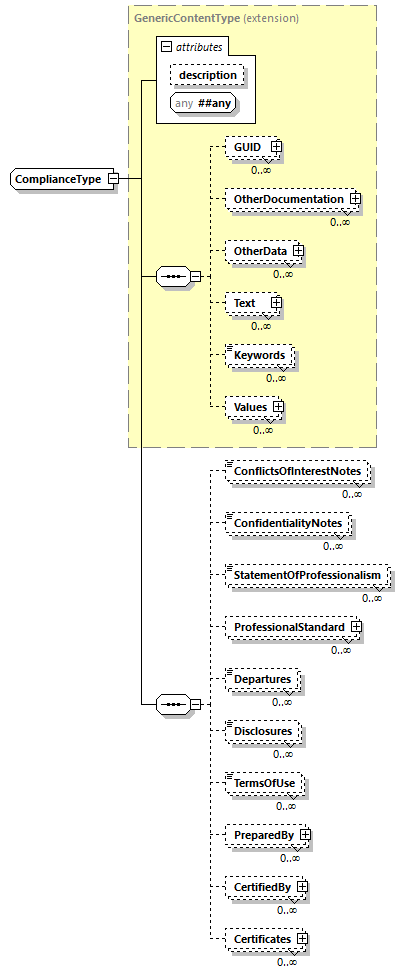 GenericContentType (extension)
attributes
description
any ##any
ComplianceType
GUID
0..∞
OtherDocumentation
0..∞
OtherData
0..∞
Text
0..∞
Keywords
0..∞
Values
0..∞
ConflictsOfInterestNotes
0..∞
ConfidentialityNotes
0..∞
StatementOfProfessionalism
0..∞
ProfessionalStandard
0..∞
Departures
0..∞
Disclosures
0..∞
TermsOfUse
0..∞
PreparedBy
0..∞
CertifiedBy
0..∞
Certificates
0..∞